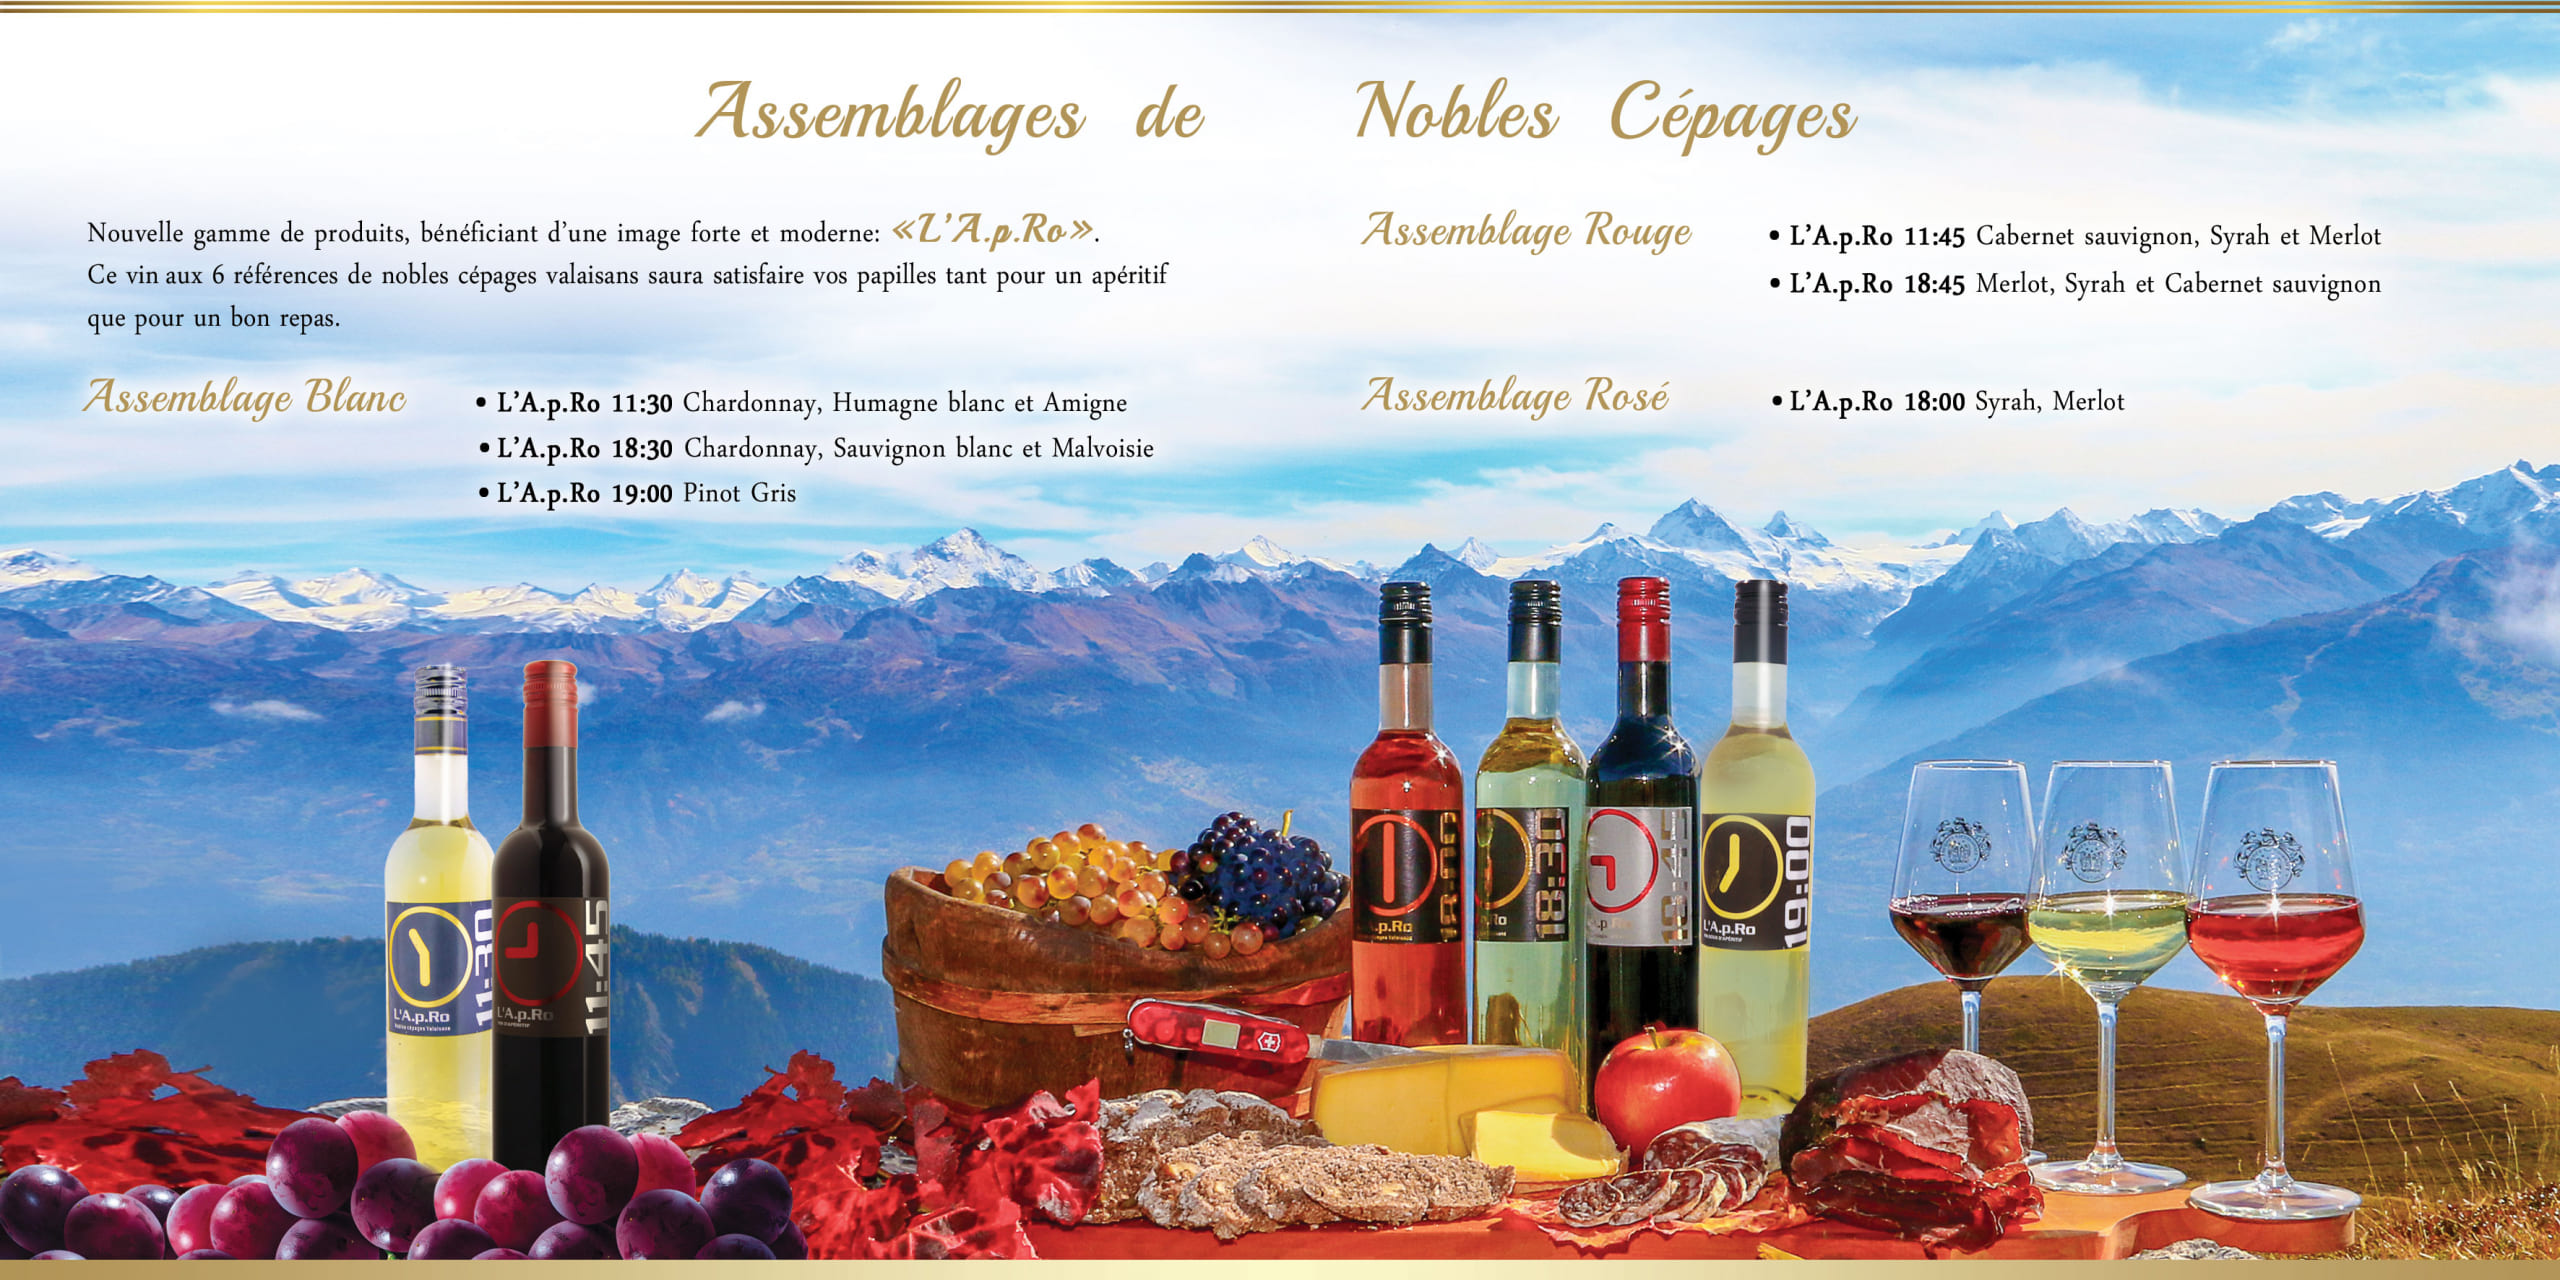 Assemblages de Nobles Cépages
Nouvelle gamme de produits, bénéficiant d'une image forte et moderne: «L'A.p.Ro».
Ce vin aux 6 références de nobles cépages valaisans saura satisfaire vos papilles tant pour un apéritif
que pour un bon repas.
Assemblage Blanc
• L'A.p.Ro 11:30 Chardonnay, Humagne blanc et Amigne
• L'A.p.Ro 18:30 Chardonnay, Sauvignon blanc et Malvoisie
• L'A.p.Ro 19:00 Pinot Gris
Assemblage Rouge
• L'A.p.Ro 11:45 Cabernet sauvignon, Syrah et Merlot
• L'A.p.Ro 18:45 Merlot, Syrah et Cabernet sauvignon
Assemblage Rosé
• L'A.p.Ro 18:00 Syrah, Merlot
11:30
L'A.p.Ro
11:45
L'A.p.Ro
18:00
.p.Ro
18:30
.Ro
18:45
.p.Ro
19:00
L'A.p.Ro